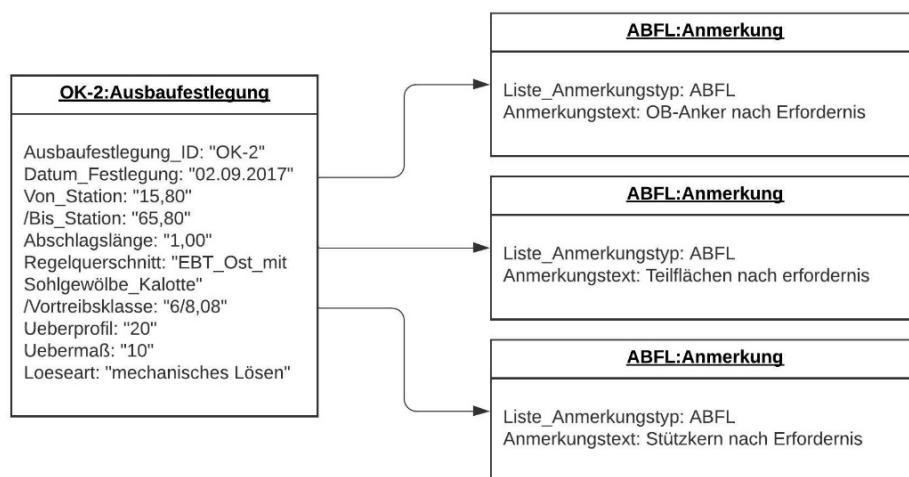 OK-2:Ausbaufestlegung
Ausbaufestlegung_ID: "OK-2"
Datum_Festlegung: "02.09.2017"
Von_Station: "15,80"
/Bis_Station: "65,80"
Abschlagslänge: "1,00"
Regelquerschnitt: "EBT_Ost_mit
Sohlgewölbe_Kalotte"
/Vortreibsklasse: "6/8,08"
Ueberprofil: "20"
Uebermaß: "10"
Loeseart: "mechanisches Lösen"
ABFL:Anmerkung
Liste_Anmerkungstyp: ABFL
Anmerkungstext: OB-Anker nach Erfordernis
ABFL:Anmerkung
Liste_Anmerkungstyp: ABFL
Anmerkungstext: Teilflächen nach erfordernis
ABFL:Anmerkung
Liste_Anmerkungstyp: ABFL
Anmerkungstext: Stützkern nach Erfordernis